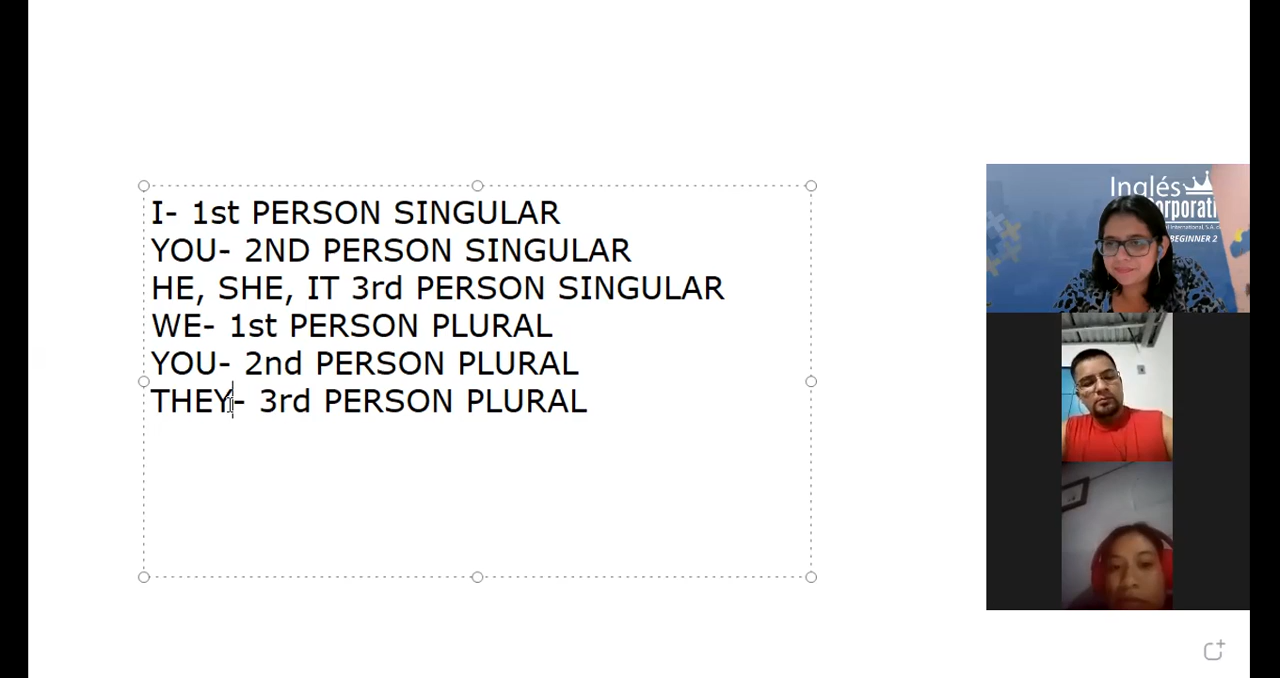 I- 1st PERSON SINGULAR
YOU- 2ND PERSON SINGULAR
HE, SHE, IT 3rd PERSON SINGULAR
WE- 1st PERSON PLURAL
YOU- 2nd PERSON PLURAL
THEY- 3rd PERSON PLURAL
Inglés
BEGINNER 2